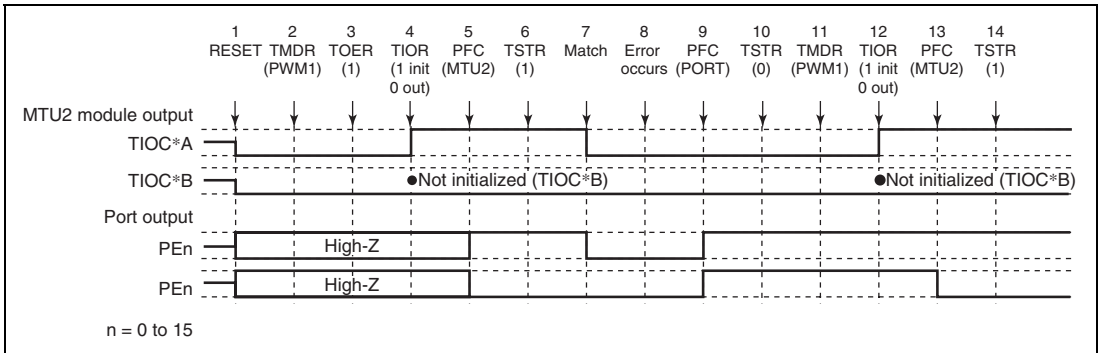 1 2 3 4 5 6 7 8 9 10 11 12 13 14
RESET TMDR TOER TIOR PFC TSTR Match Error PFC TSTR TMDR TIOR PFC TSTR
(PWM1) (1) (1 init (MTU2) (1) occurs (PORT) (0) (PWM1) (1 init (MTU2) (1)
0 out) 0 out)
MTU2 module output
TIOC*A
TIOC*B ●Not initialized (TIOC*B) ●Not initialized (TIOC*B)
Port output
PEn High-Z
PEn High-Z
n = 0 to 15